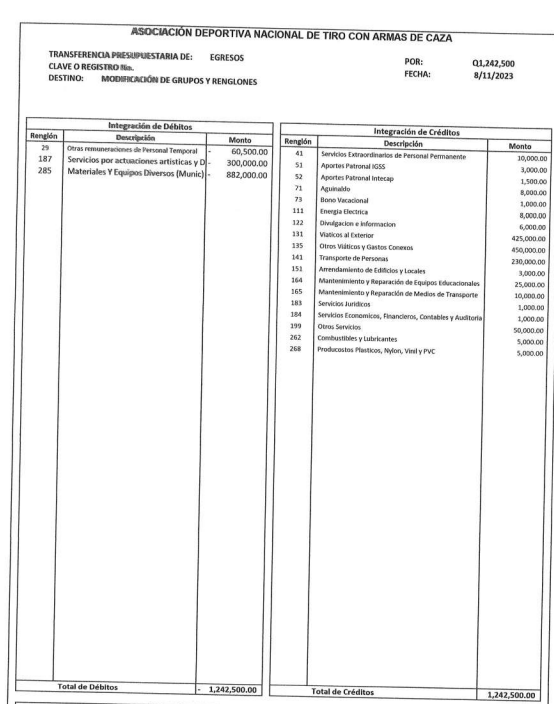 ASOCIACIÓN DEPORTIVA NACIONAL DE TIRO CON ARMAS DE CAZA
TRANSFERENCIA PRESUPUESTARIA DE: EGRESOS POR: Q1,242,500
CLAVE O REGISTRO No. FECHA: 8/11/2023
DESTINO: MODIFICACIÓN DE GRUPOS Y RENGLONES
Integración de Débitos
Renglón Descripción Monto
29 Otras remuneraciones de Personal Temporal - 60,500.00
187 Servicios por actuaciones artísticas y D - 300,000.00
285 Materiales Y Equipos Diversos (Munic) - 882,000.00
Total de Débitos - 1,242,500.00
Integración de Créditos
Renglón Descripción Monto
41 Servicios Extraordinarios de Personal Permanente 10,000.00
51 Aportes Patronal IGSS 3,000.00
52 Aportes Patronal Intecap 1,500.00
71 Aguinaldo 8,000.00
73 Bono Vacacional 1,000.00
111 Energia Electrica 8,000.00
122 Divulgacion e informacion 6,000.00
131 Viaticos al Exterior 425,000.00
135 Otros Viáticos y Gastos Conexos 450,000.00
141 Transporte de Personas 230,000.00
151 Arrendamiento de Edificios y Locales 3,000.00
164 Mantenimiento y Reparación de Equipos Educacionales 25,000.00
165 Mantenimiento y Reparación de Medios de Transporte 10,000.00
183 Servicios Juridicos 1,000.00
184 Servicios Economicos, Financieros, Contables y Auditoria 1,000.00
199 Otros Servicios 50,000.00
262 Combustibles y Lubricantes 5,000.00
268 Producostos Plasticos, Nylon, Vinil y PVC 5,000.00
Total de Créditos 1,242,500.00